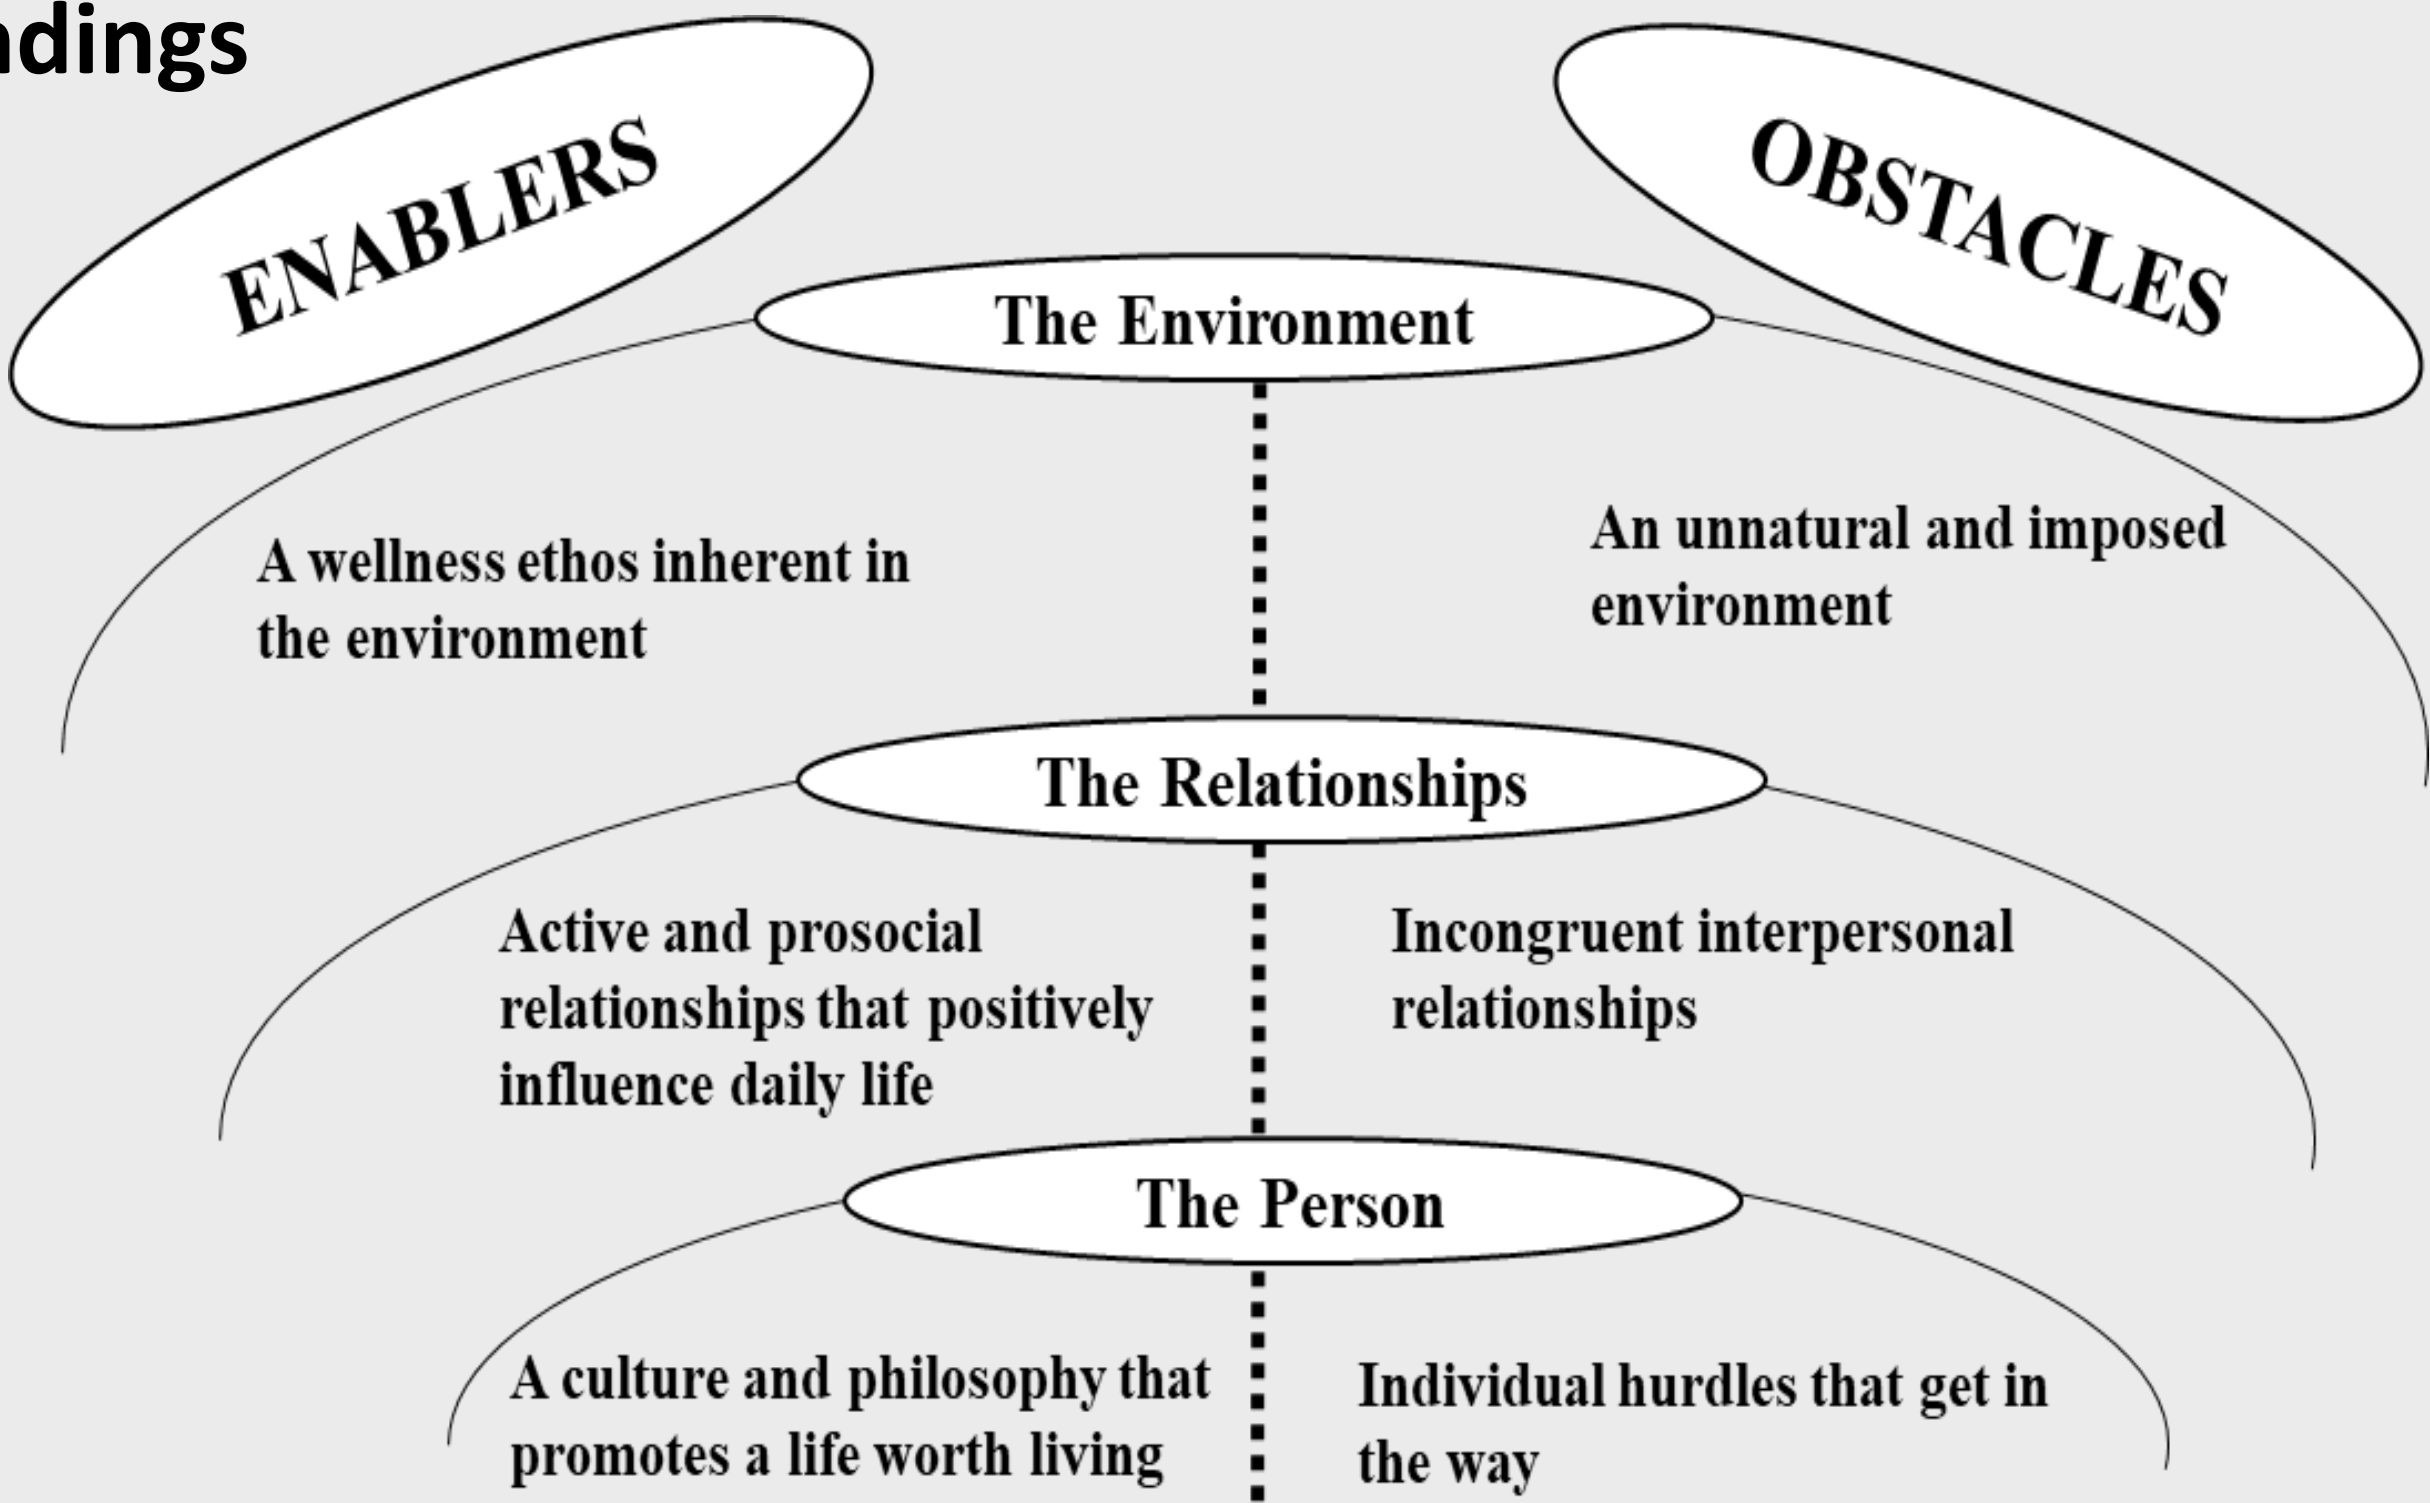 ndings
ENABLERS
OBSTACLES
The Environment
A wellness ethos inherent in
the environment
An unnatural and imposed
environment
The Relationships
Active and prosocial
relationships that positively
influence daily life
Incongruent interpersonal
relationships
The Person
A culture and philosophy that
promotes a life worth living
Individual hurdles that get in
the way